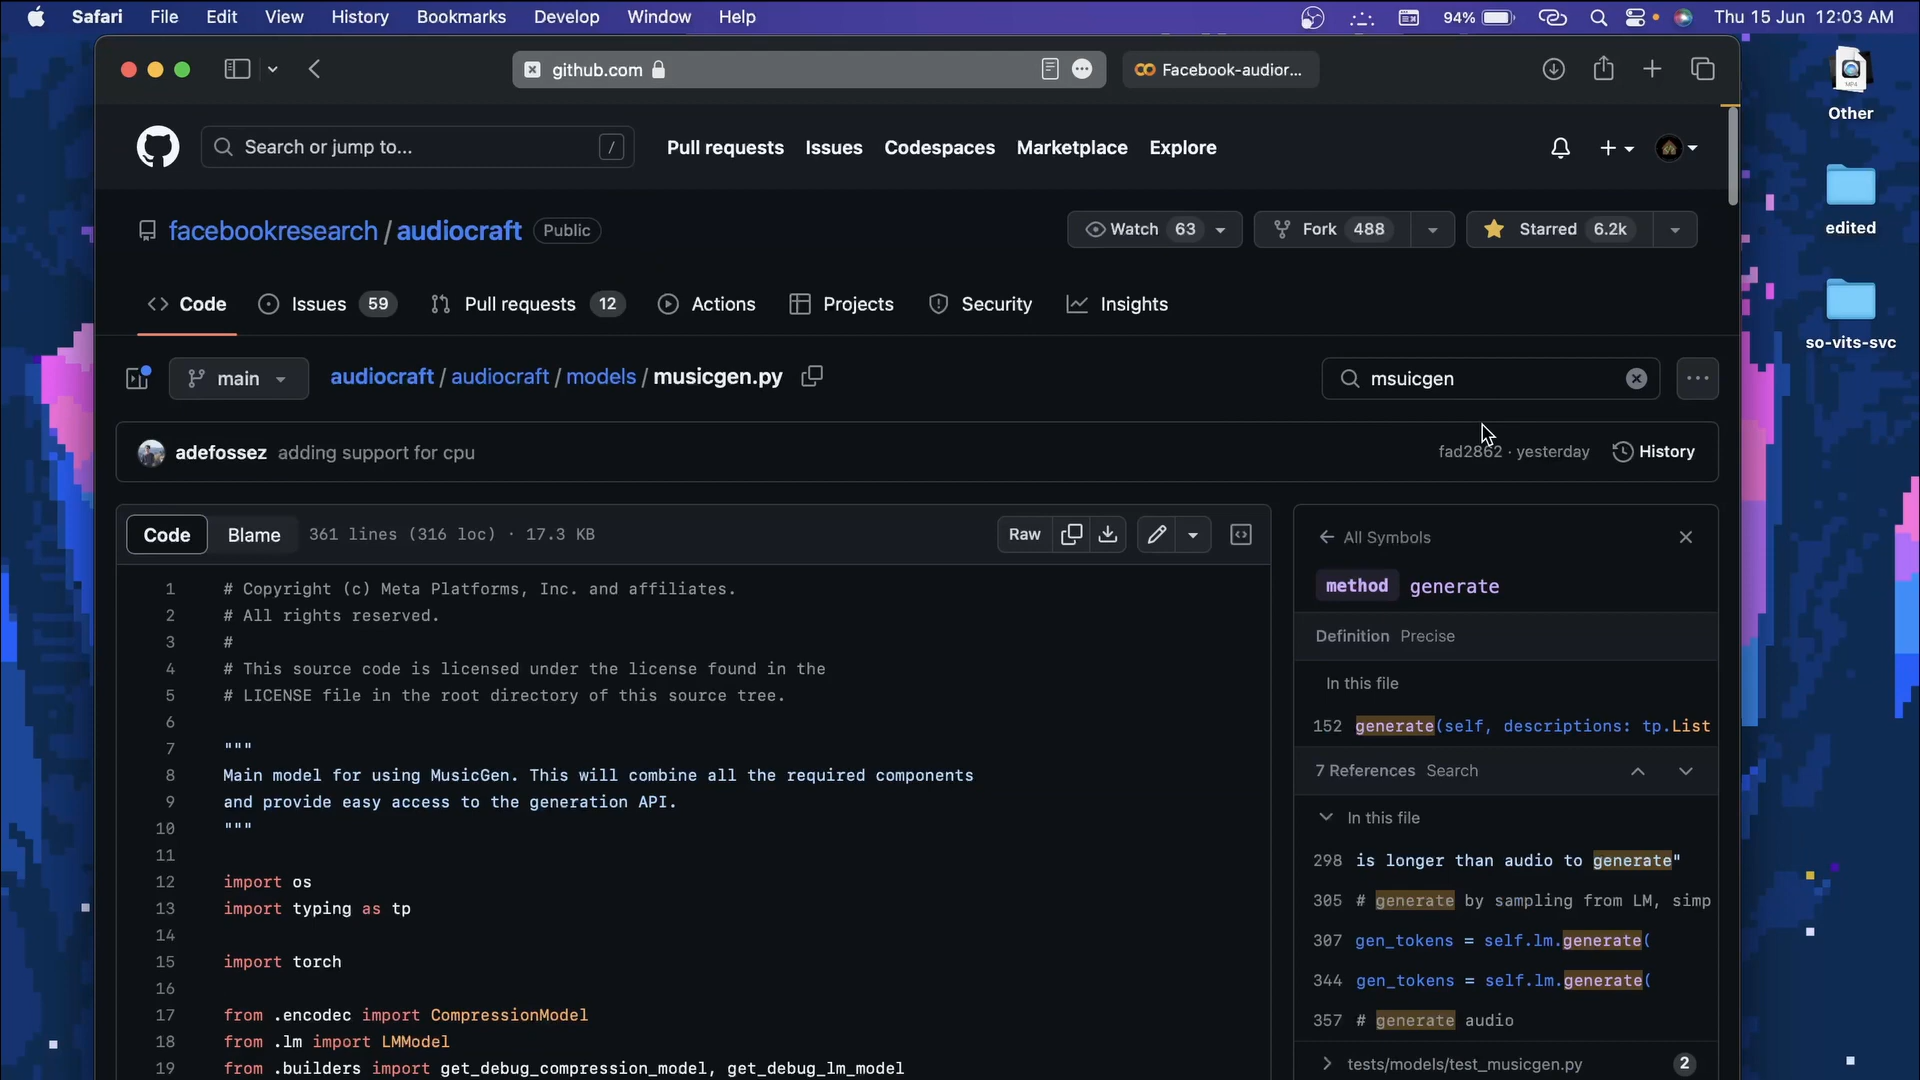 Safari File Edit View History Bookmarks Develop Window Help 94% Thu 15 Jun 12:03 AM
github.com Facebook-audior...
Search or jump to... / Pull requests Issues Codespaces Marketplace Explore
facebookresearch / audiocraft Public Watch 63 Fork 488 Starred 6.2k
Code Issues 59 Pull requests 12 Actions Projects Security Insights
main audiocraft / audiocraft / models / musicgen.py msuicgen
adefossez adding support for cpu fad2862 · yesterday History
Code Blame 361 lines (316 loc) · 17.3 KB Raw
1 # Copyright (c) Meta Platforms, Inc. and affiliates.
2 # All rights reserved.
3 #
4 # This source code is licensed under the license found in the
5 # LICENSE file in the root directory of this source tree.
6
7 """
8 Main model for using MusicGen. This will combine all the required components
9 and provide easy access to the generation API.
10 """
11
12 import os
13 import typing as tp
14
15 import torch
16
17 from .encodec import CompressionModel
18 from .lm import LMModel
19 from .builders import get_debug_compression_model, get_debug_lm_model
All Symbols
method generate
Definition Precise
In this file
152 generate(self, descriptions: tp.List
7 References Search
In this file
298 is longer than audio to generate"
305 # generate by sampling from LM, simp
307 gen_tokens = self.lm.generate(
344 gen_tokens = self.lm.generate(
357 # generate audio
tests/models/test_musicgen.py 2
MP4
Other
edited
so-vits-svc